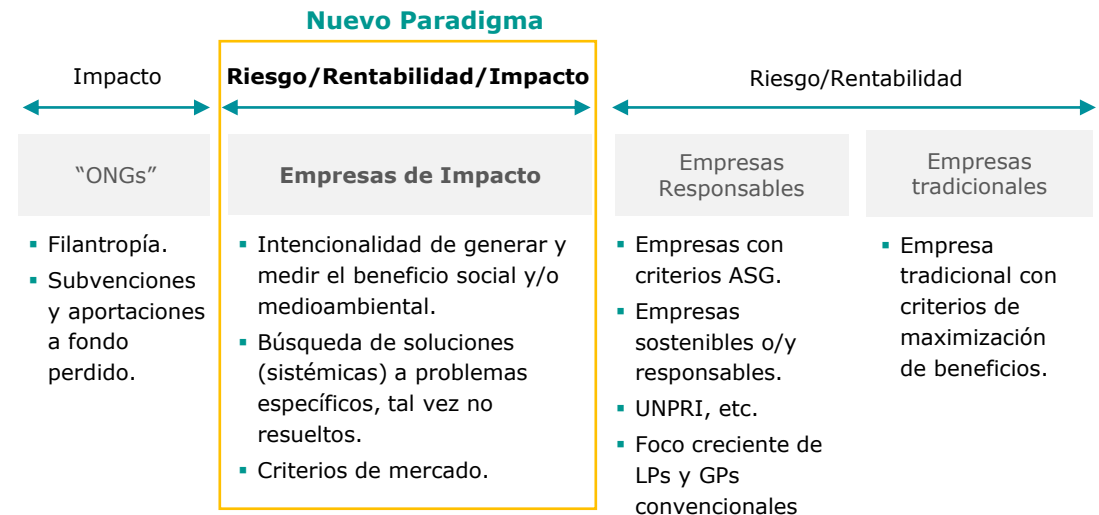 Nuevo Paradigma
Impacto
Riesgo/Rentabilidad/Impacto
Riesgo/Rentabilidad
“ONGs”
Empresas de Impacto
Empresas
Responsables
Empresas
tradicionales
▪ Filantropía.
▪ Subvenciones
y aportaciones
a fondo
perdido.
▪ Intencionalidad de generar y
medir el beneficio social y/o
medioambiental.
▪ Búsqueda de soluciones
(sistémicas) a problemas
específicos, tal vez no
resueltos.
▪ Criterios de mercado.
▪ Empresas con
criterios ASG.
▪ Empresas
sostenibles o/y
responsables.
▪ UNPRI, etc.
▪ Foco creciente de
LPs y GPs
convencionales
▪ Empresa
tradicional con
criterios de
maximización
de beneficios.